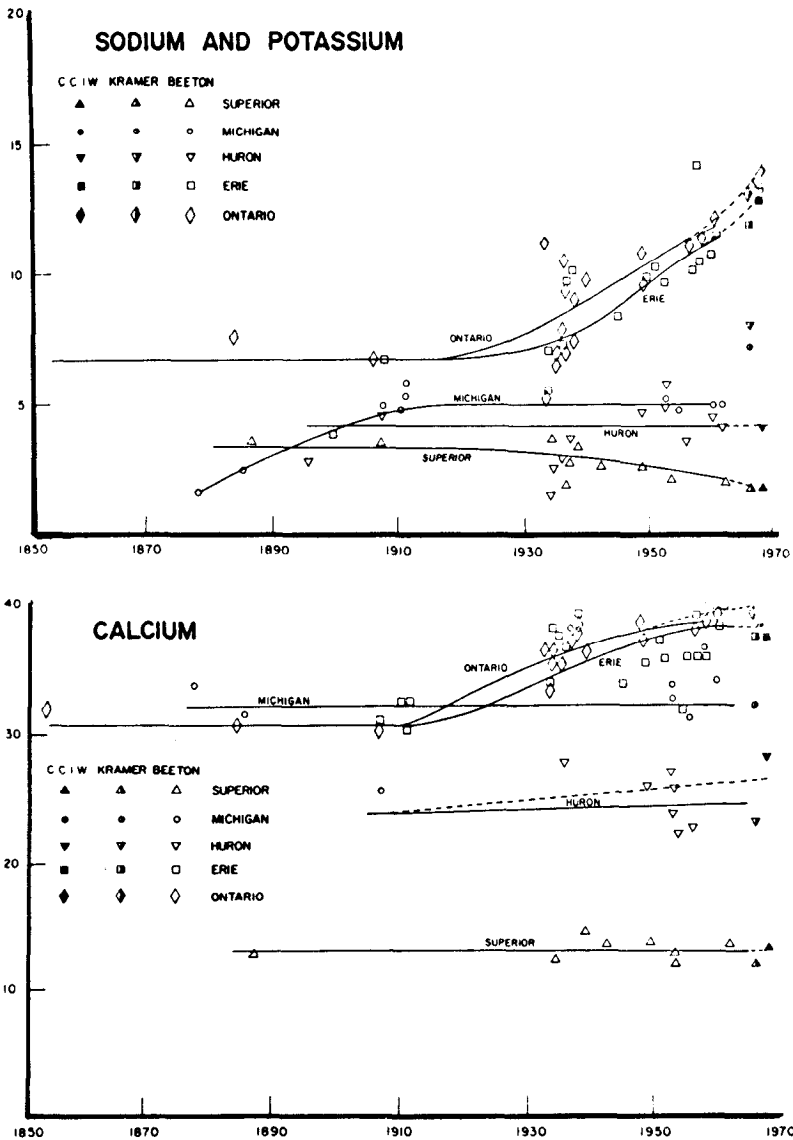 20
SODIUM AND POTASSIUM
C C I W KRAMER BEETON
SUPERIOR
MICHIGAN
HURON
ERIE
ONTARIO
15
10
ERIE
ONTARIO
MICHIGAN
5
HURON
SUPERIOR
1850 1870 1890 1910 1930 1950 1970
40
CALCIUM
ONTARIO
ERIE
MICHIGAN
30
C C I W KRAMER BEETON
SUPERIOR
MICHIGAN
HURON
HURON
ERIE
20
ONTARIO
SUPERIOR
10
1850 1870 1890 1910 1930 1950 1970